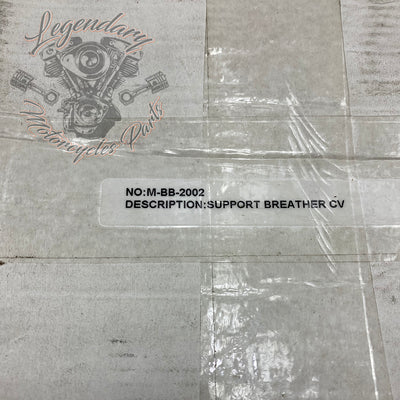 Legendary
Motorcycles Parts
NO:M-BB-2002
DESCRIPTION:SUPPORT BREATHER CV